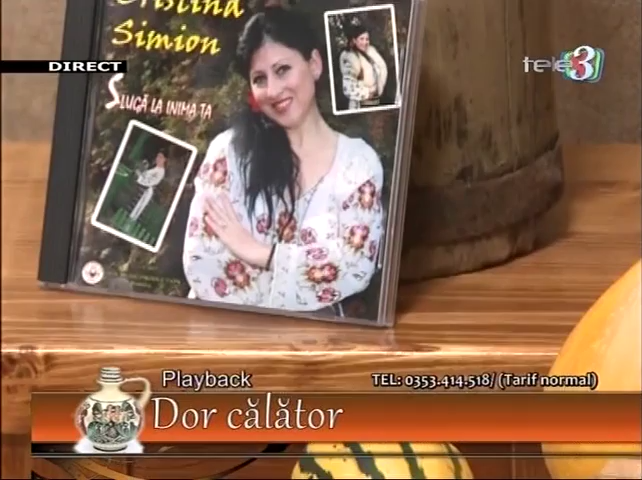 Cristina
Simion
DIRECT
tele3
SLUGĂ LA INIMA TA
Playback
TEL: 0353.414.518/ (Tarif normal)
Dor călător